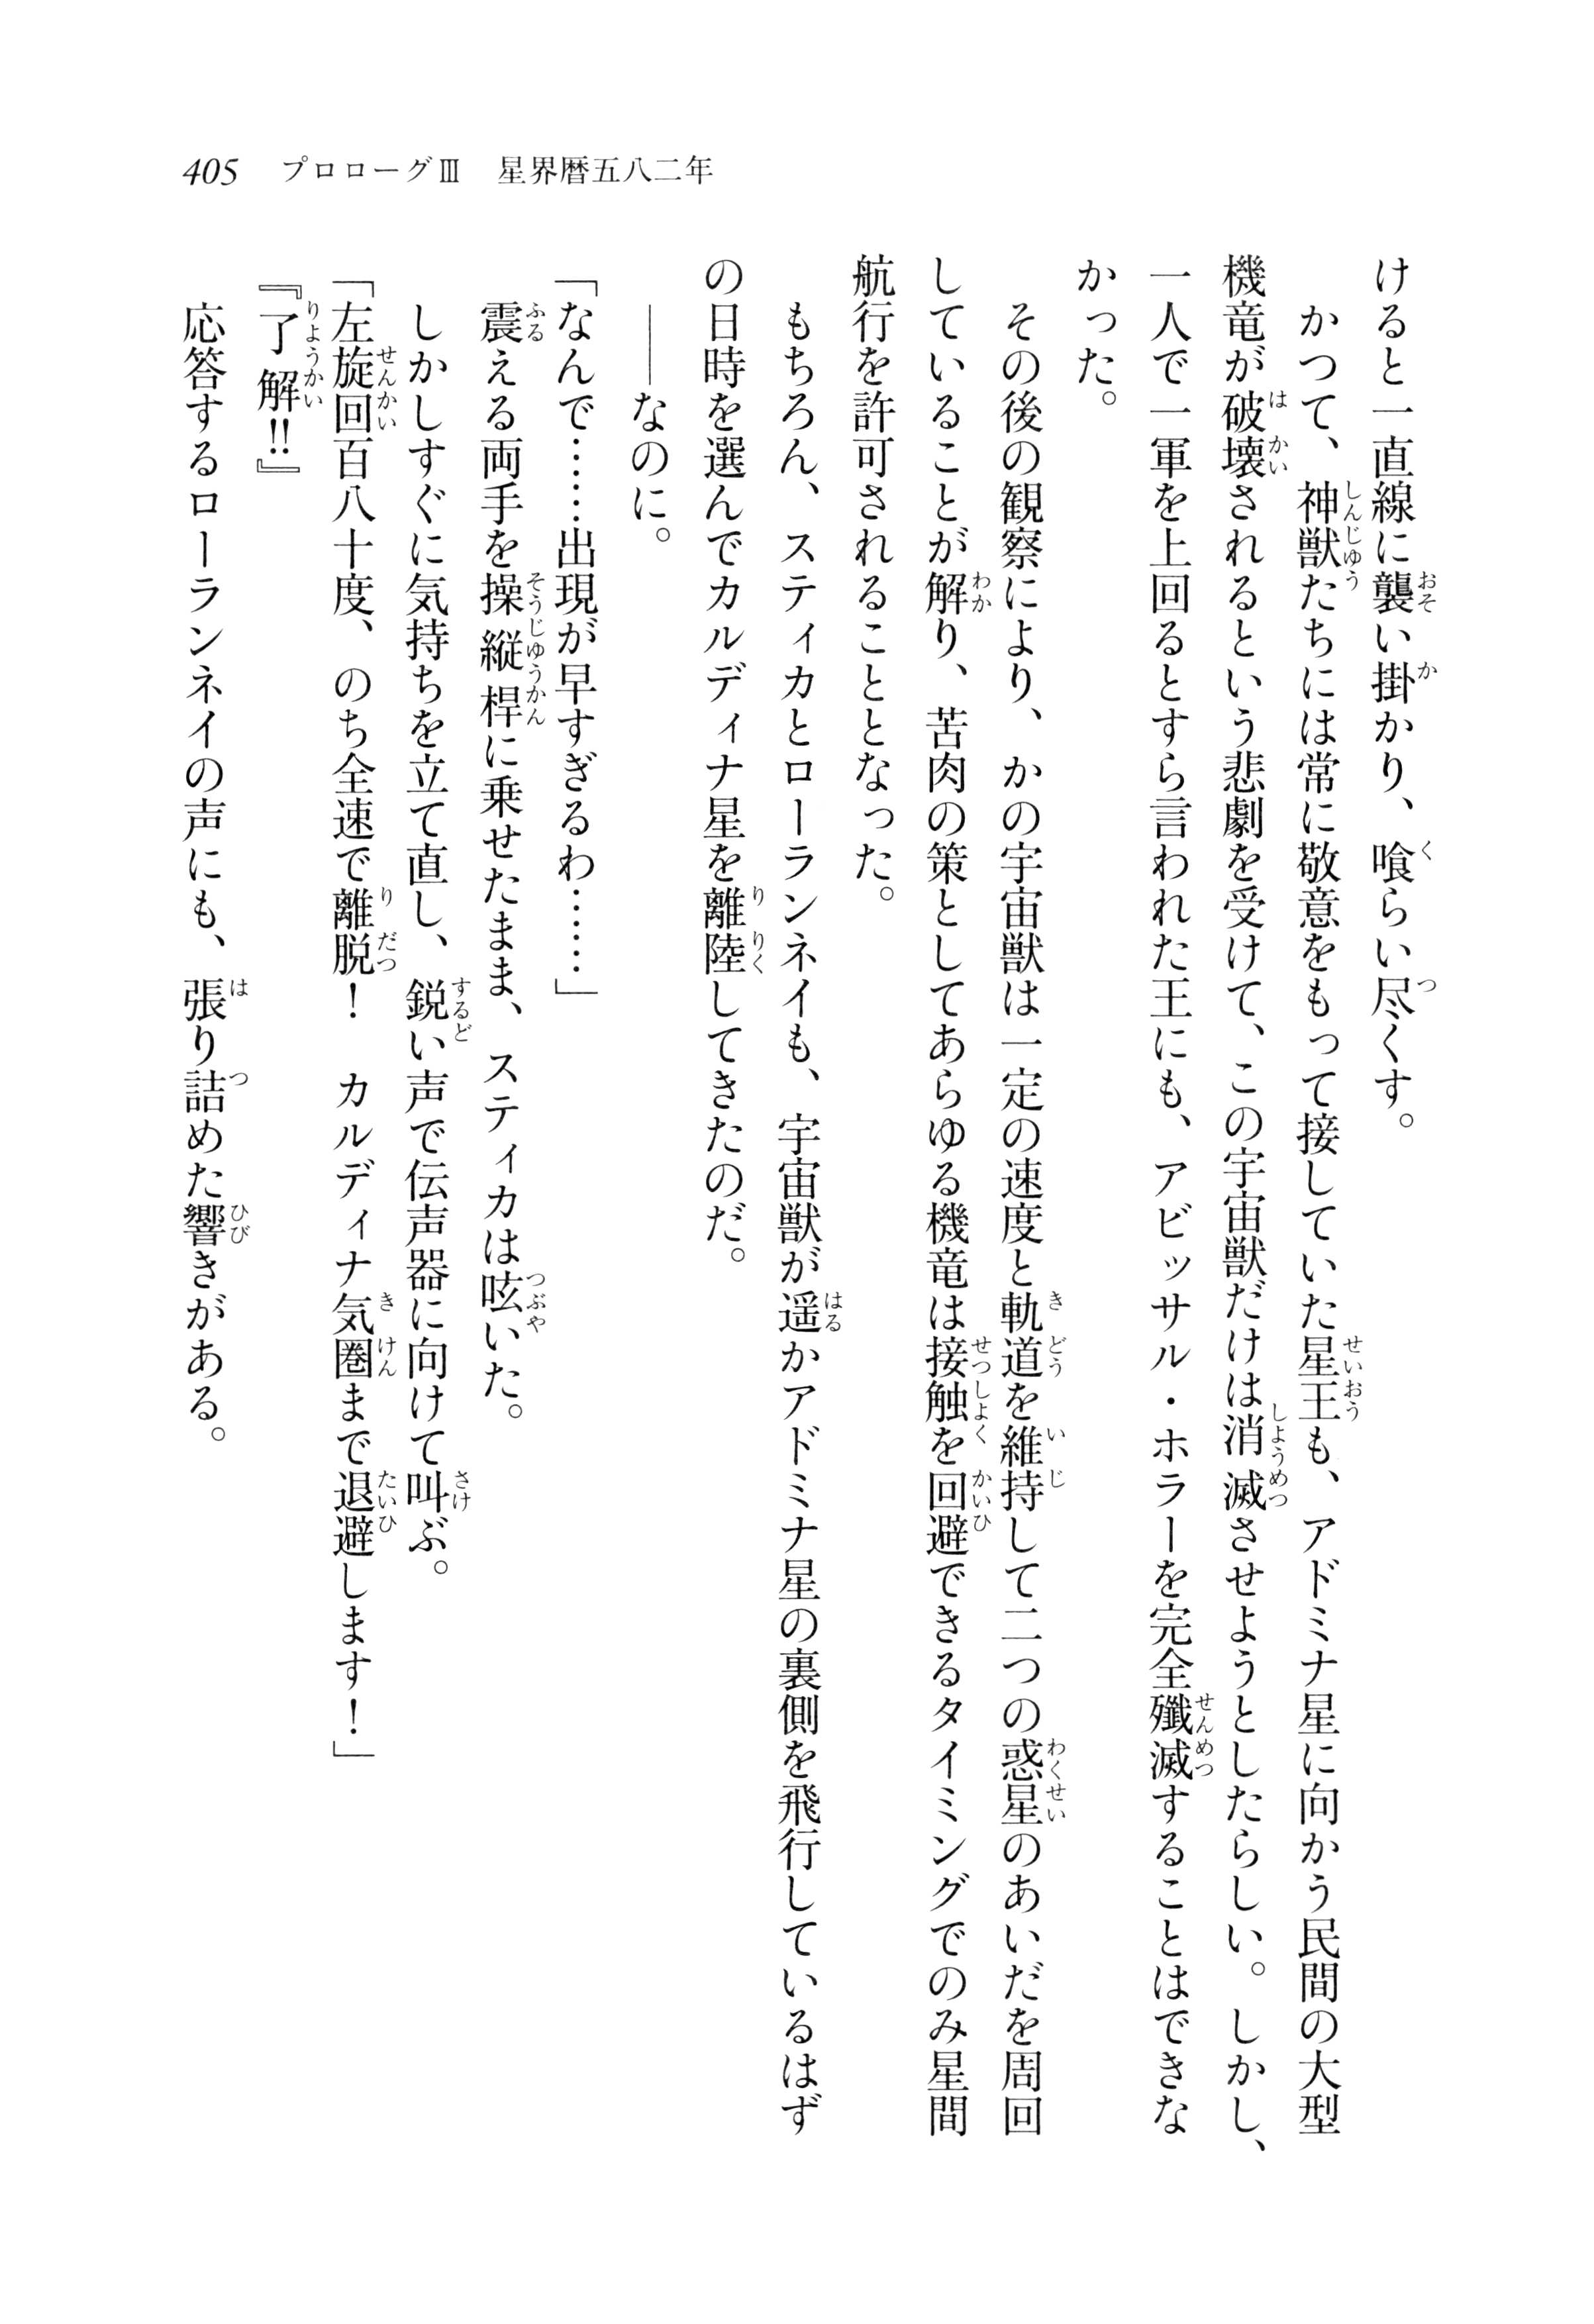 405　プロローグⅢ　星界暦五八二年
けると一直線に襲い掛かり、喰らい尽くす。
　かつて、神獣たちには常に敬意をもって接していた星王も、アドミナ星に向かう民間の大型
機竜が破壊されるという悲劇を受けて、この宇宙獣だけは消滅させようとしたらしい。しかし、
一人で一軍を上回るとすら言われた王にも、アビッサル・ホラーを完全殲滅することはできな
かった。
　その後の観察により、かの宇宙獣は一定の速度と軌道を維持して二つの惑星のあいだを周回
していることが解り、苦肉の策としてあらゆる機竜は接触を回避できるタイミングでのみ星間
航行を許可されることとなった。
　もちろん、スティカとローランネイも、宇宙獣が遥かアドミナ星の裏側を飛行しているはず
の日時を選んでカルディナ星を離陸してきたのだ。
　――なのに。
「なんで……出現が早すぎるわ……」
　震える両手を操縦桿に乗せたまま、スティカは呟いた。
　しかしすぐに気持ちを立て直し、鋭い声で伝声器に向けて叫ぶ。
「左旋回百八十度、のち全速で離脱！　カルディナ気圏まで退避します！」
『了解‼』
　応答するローランネイの声にも、張り詰めた響きがある。